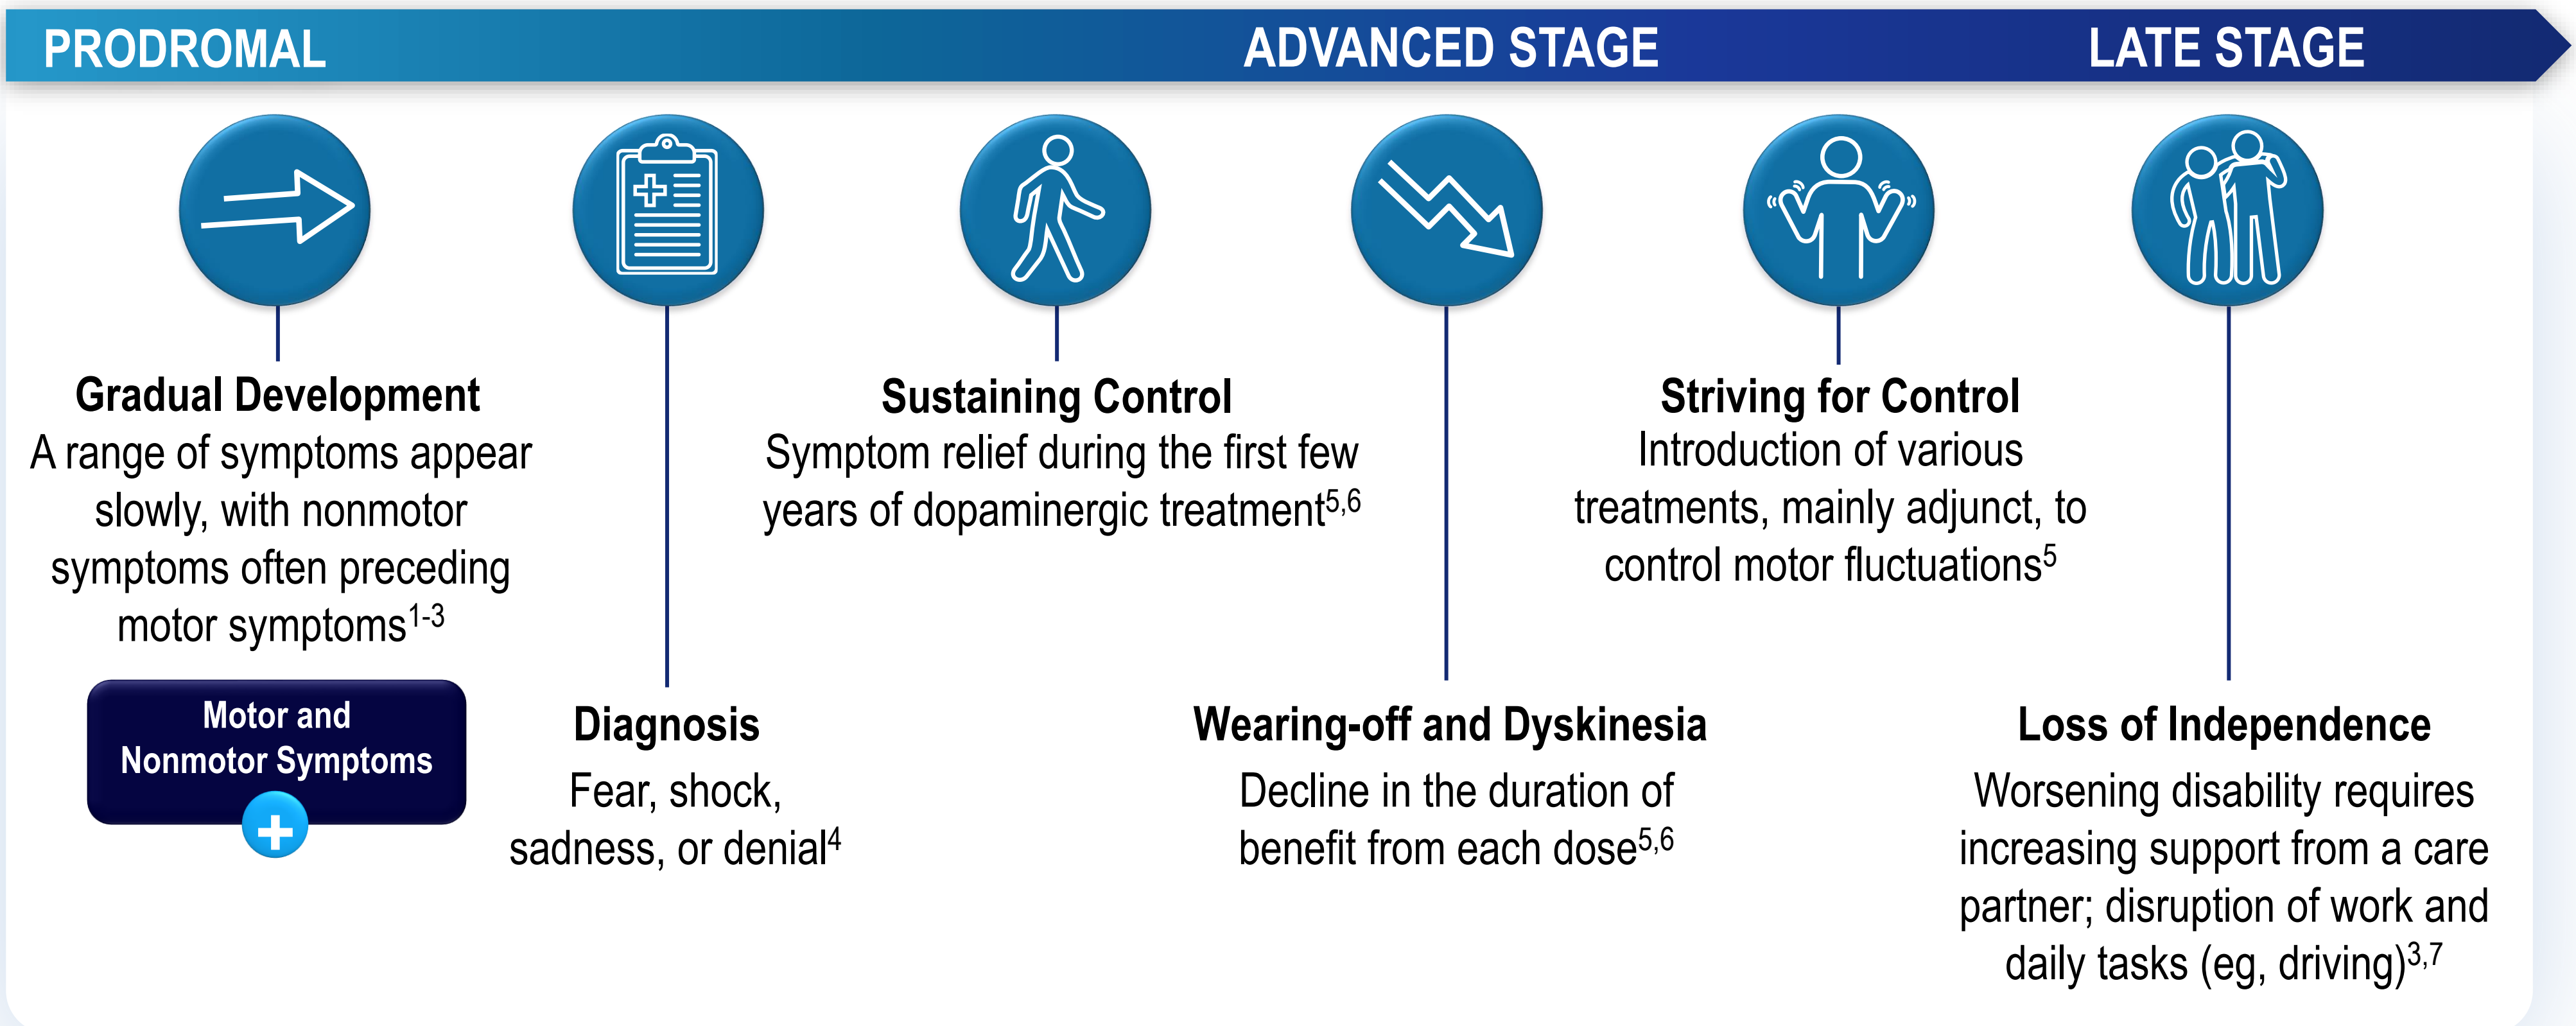 PRODROMAL
ADVANCED STAGE
LATE STAGE
Gradual Development
A range of symptoms appear
slowly, with nonmotor
symptoms often preceding
motor symptoms1-3
Motor and
Nonmotor Symptoms
+
Diagnosis
Fear, shock,
sadness, or denial4
Sustaining Control
Symptom relief during the first few
years of dopaminergic treatment5,6
Wearing-off and Dyskinesia
Decline in the duration of
benefit from each dose5,6
Striving for Control
Introduction of various
treatments, mainly adjunct, to
control motor fluctuations5
Loss of Independence
Worsening disability requires
increasing support from a care
partner; disruption of work and
daily tasks (eg, driving)3,7